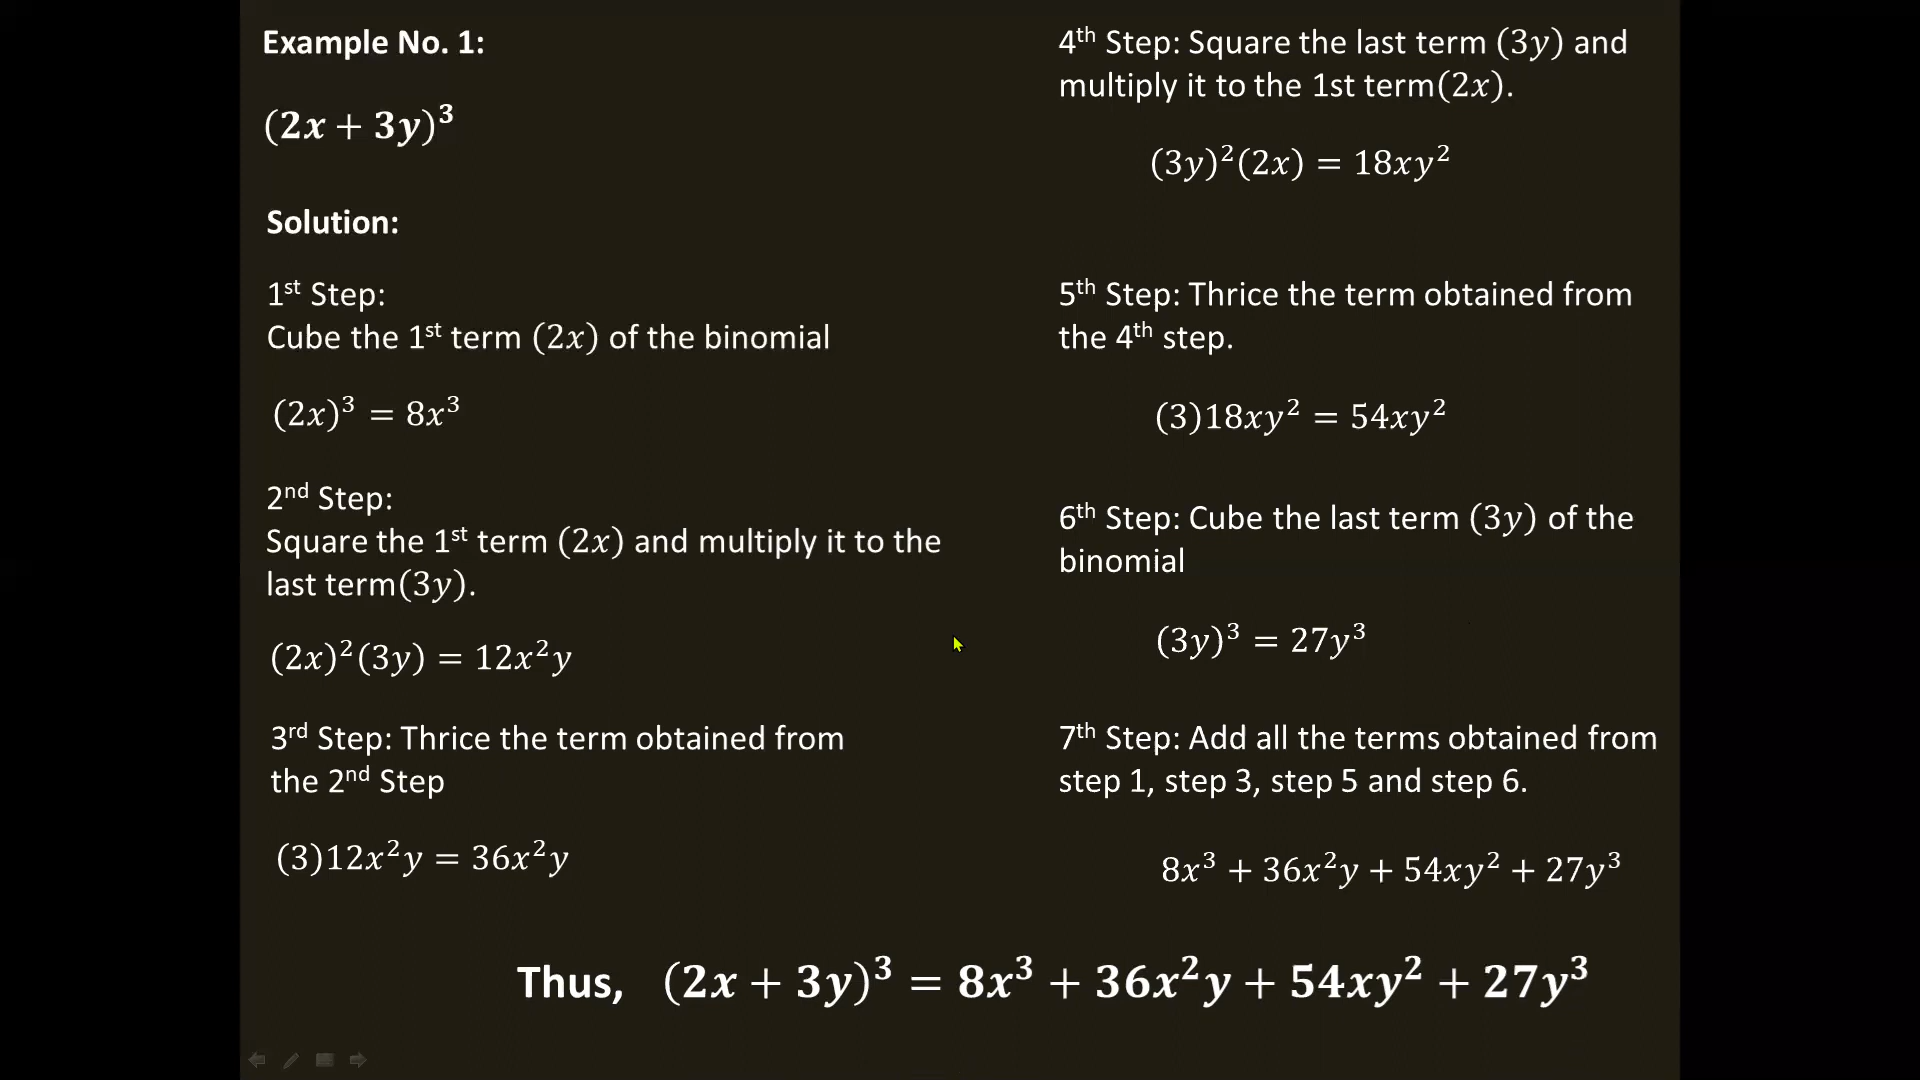 Example No. 1:
(2x + 3y)³
Solution:
1st Step:
Cube the 1st term (2x) of the binomial
(2x)³ = 8x³
2nd Step:
Square the 1st term (2x) and multiply it to the
last term(3y).
(2x)²(3y) = 12x²y
3rd Step: Thrice the term obtained from
the 2nd Step
(3)12x²y = 36x²y
4th Step: Square the last term (3y) and
multiply it to the 1st term(2x).
(3y)²(2x) = 18xy²
5th Step: Thrice the term obtained from
the 4th step.
(3)18xy² = 54xy²
6th Step: Cube the last term (3y) of the
binomial
(3y)³ = 27y³
7th Step: Add all the terms obtained from
step 1, step 3, step 5 and step 6.
8x³ + 36x²y + 54xy² + 27y³
Thus, (2x + 3y)³ = 8x³ + 36x²y + 54xy² + 27y³